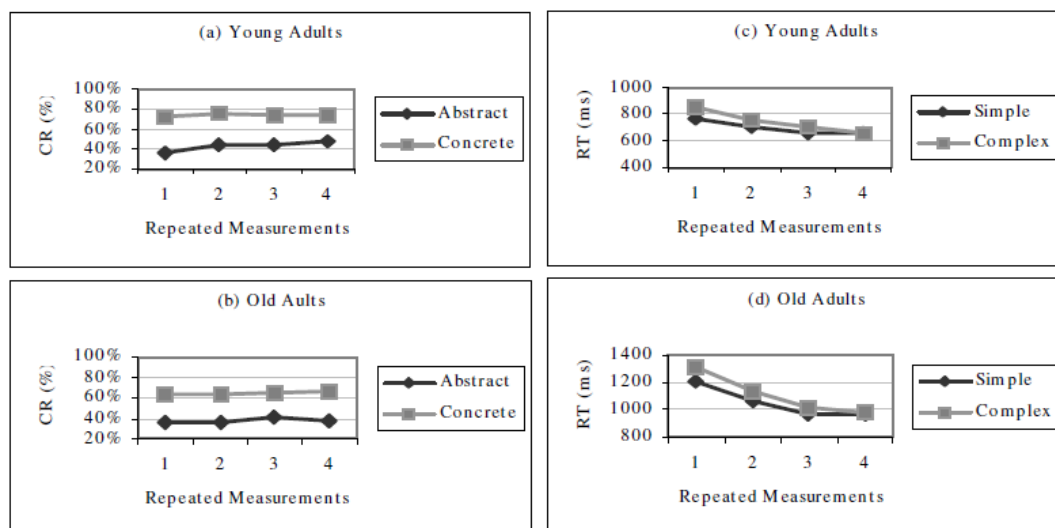 (a) Young Adults
CR (%)
100%
80%
60%
40%
20%
1 2 3 4
Repeated Measurements
Abstract
Concrete
(c) Young Adults
RT (ms)
1000
800
600
400
1 2 3 4
Repeated Measurements
Simple
Complex
(b) Old Aults
CR (%)
100%
80%
60%
40%
20%
1 2 3 4
Repeated Measurements
Abstract
Concrete
(d) Old Adults
RT (ms)
1400
1200
1000
800
1 2 3 4
Repeated Measurements
Simple
Complex